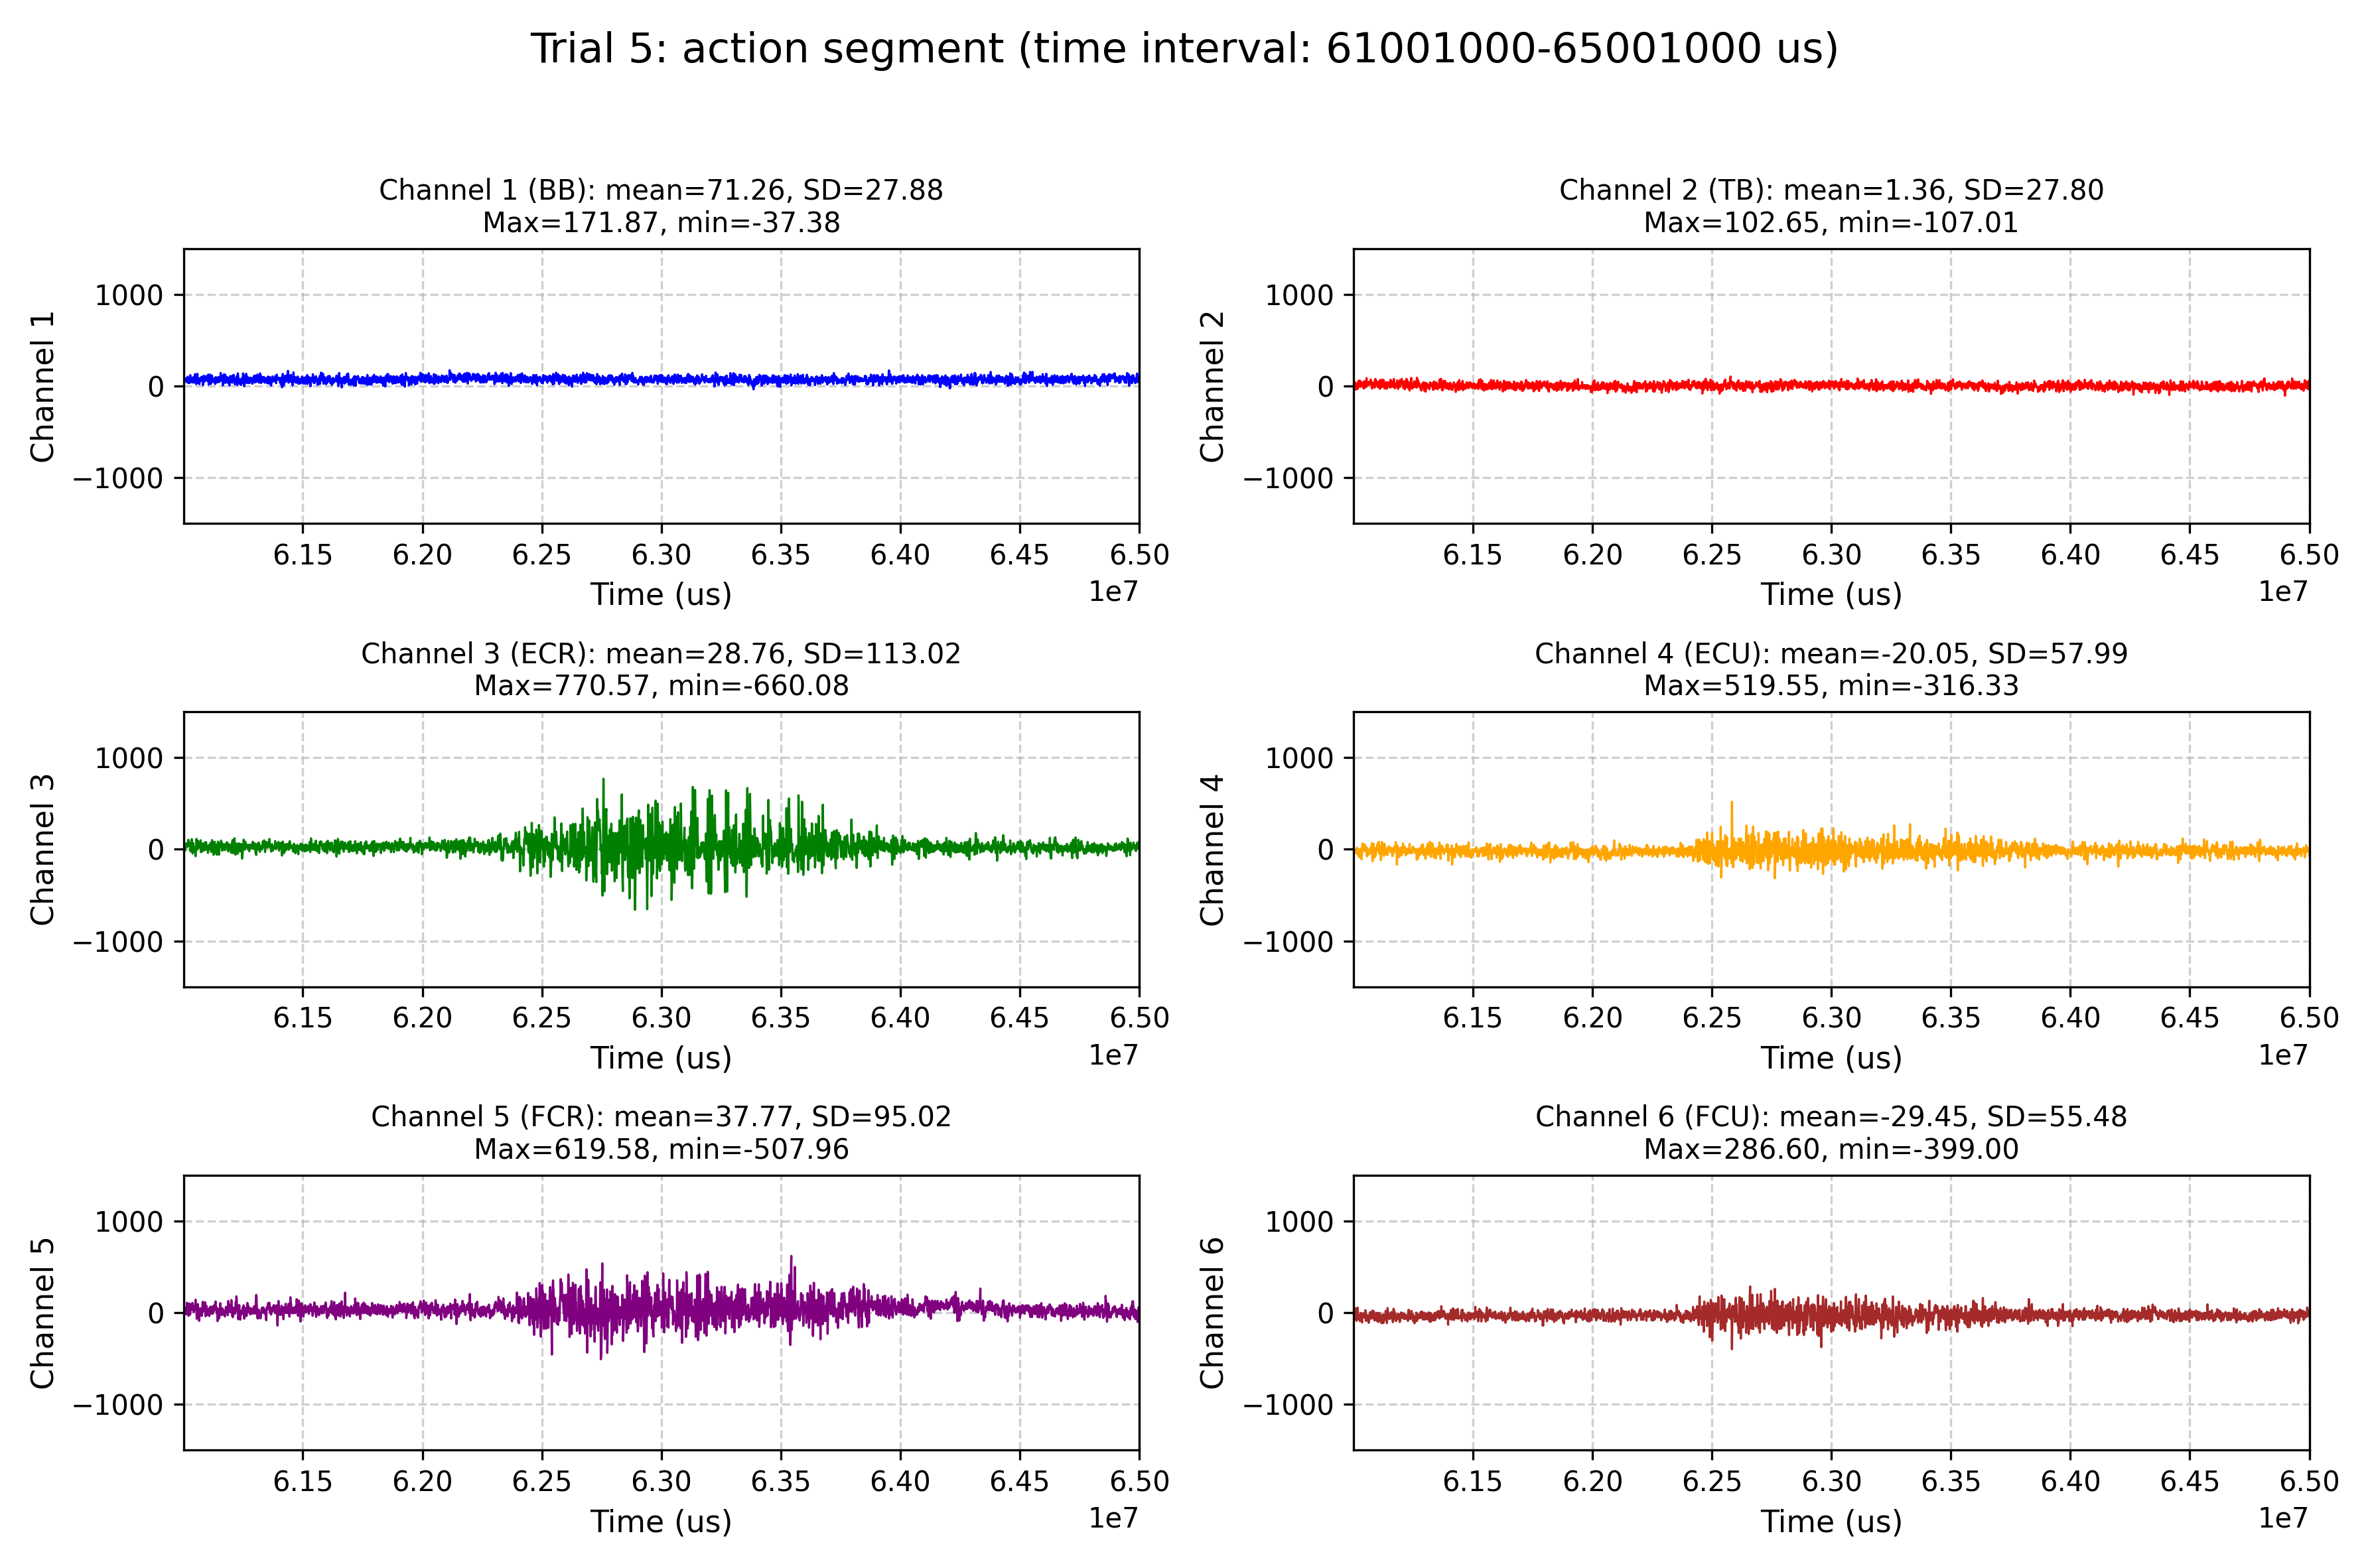 Trial 5: action segment (time interval: 61001000-65001000 us)
Channel 1 (BB): mean=71.26, SD=27.88
Max=171.87, min=-37.38
Channel 1
1000
0
−1000
6.15 6.20 6.25 6.30 6.35 6.40 6.45 6.50
Time (us)
1e7
Channel 2 (TB): mean=1.36, SD=27.80
Max=102.65, min=-107.01
Channel 2
1000
0
−1000
6.15 6.20 6.25 6.30 6.35 6.40 6.45 6.50
Time (us)
1e7
Channel 3 (ECR): mean=28.76, SD=113.02
Max=770.57, min=-660.08
Channel 3
1000
0
−1000
6.15 6.20 6.25 6.30 6.35 6.40 6.45 6.50
Time (us)
1e7
Channel 4 (ECU): mean=-20.05, SD=57.99
Max=519.55, min=-316.33
Channel 4
1000
0
−1000
6.15 6.20 6.25 6.30 6.35 6.40 6.45 6.50
Time (us)
1e7
Channel 5 (FCR): mean=37.77, SD=95.02
Max=619.58, min=-507.96
Channel 5
1000
0
−1000
6.15 6.20 6.25 6.30 6.35 6.40 6.45 6.50
Time (us)
1e7
Channel 6 (FCU): mean=-29.45, SD=55.48
Max=286.60, min=-399.00
Channel 6
1000
0
−1000
6.15 6.20 6.25 6.30 6.35 6.40 6.45 6.50
Time (us)
1e7